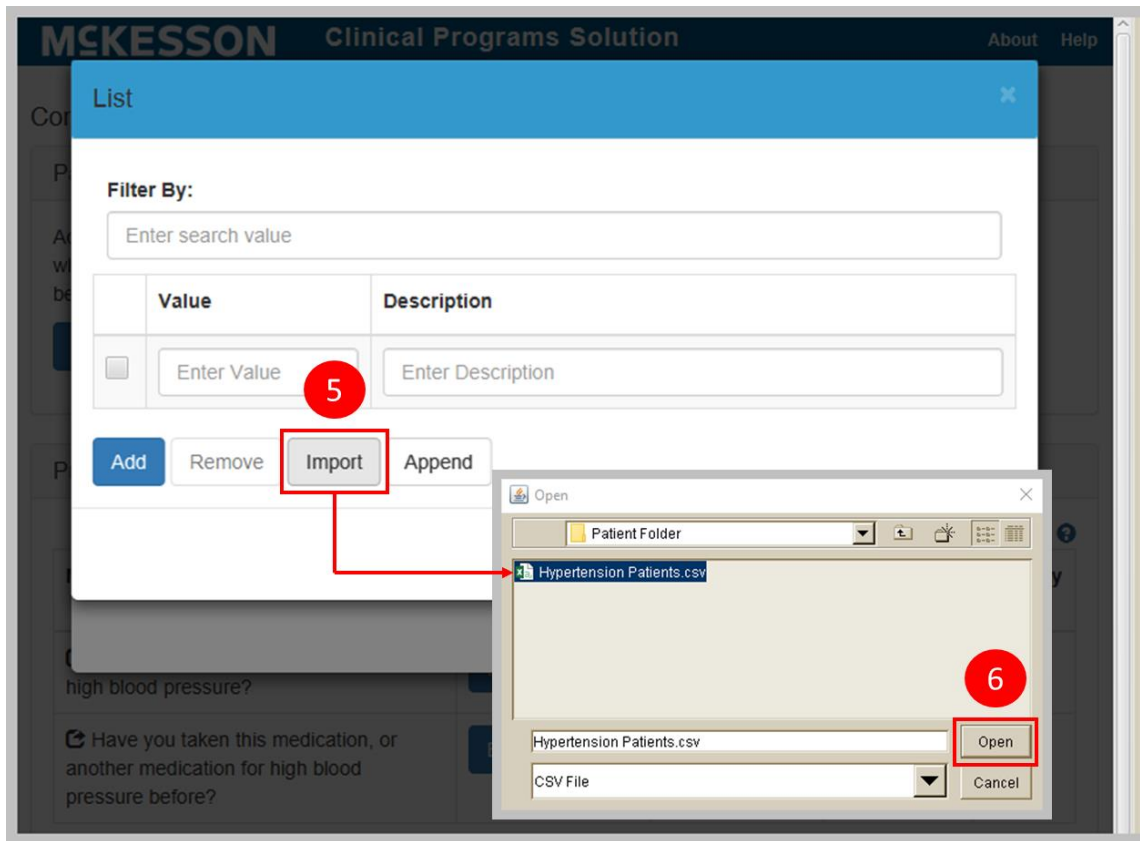 MCKESSON Clinical Programs Solution About Help
List
Filter By:
Enter search value
Value Description
Enter Value Enter Description
5
Add Remove Import Append
Open
Patient Folder
Hypertension Patients.csv
6
Hypertension Patients.csv Open
CSV File Cancel
high blood pressure?
Have you taken this medication, or
another medication for high blood
pressure before?